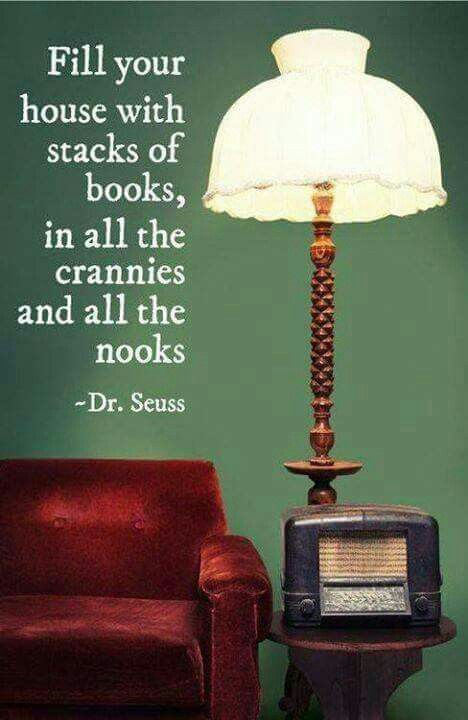 Fill your
house with
stacks of
books,
in all the
crannies
and all the
nooks
~Dr. Seuss